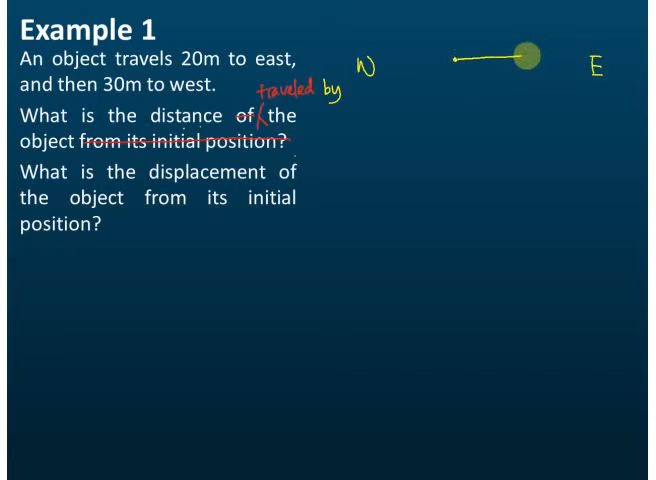 Example 1
An object travels 20m to east,
and then 30m to west.
traveled by
What is the distance of the
object from its initial position?
What is the displacement of
the object from its initial
position?
N
E